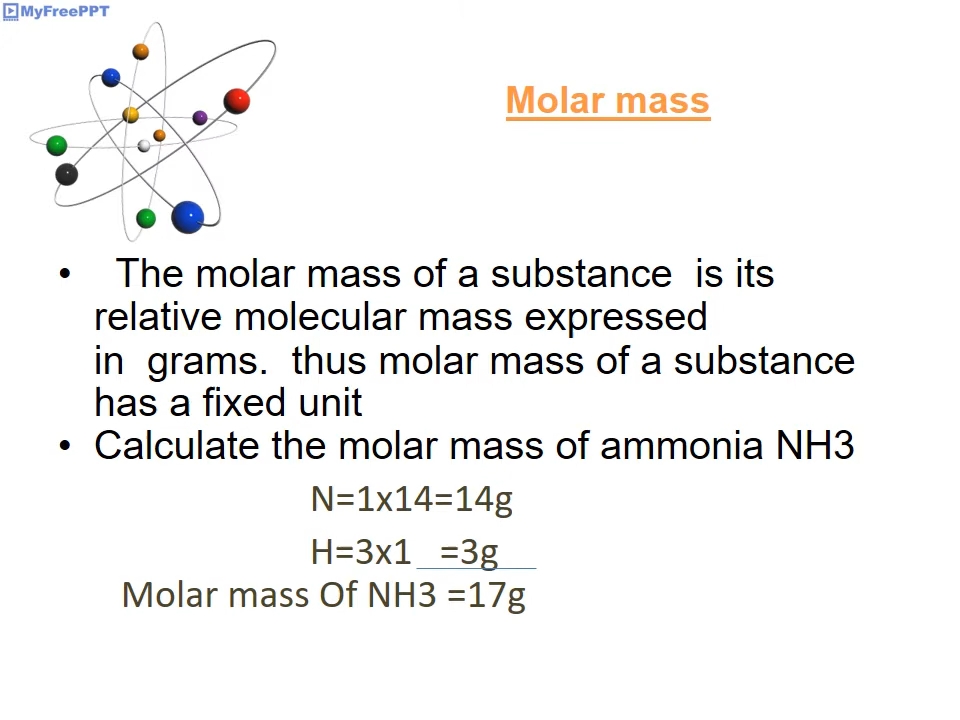 MyFreePPT
Molar mass
• The molar mass of a substance is its
relative molecular mass expressed
in grams. thus molar mass of a substance
has a fixed unit
• Calculate the molar mass of ammonia NH3
N=1x14=14g
H=3x1 =3g
Molar mass Of NH3 =17g